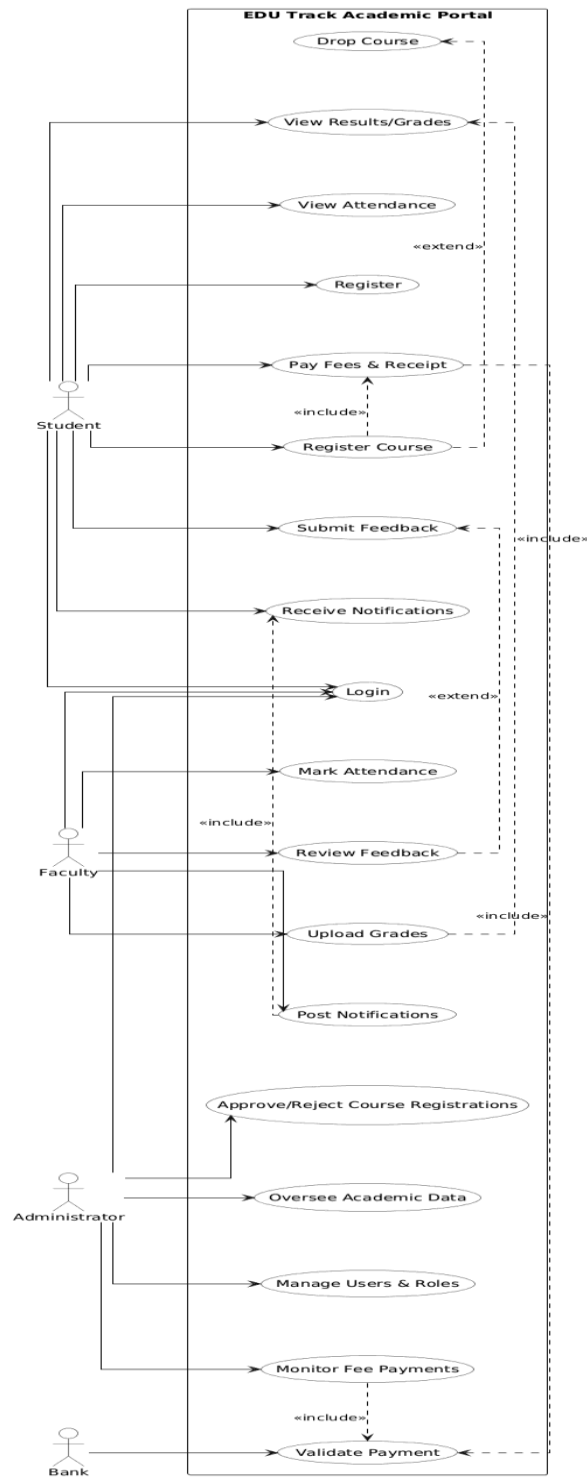 EDU Track Academic Portal
Drop Course
View Results/Grades
View Attendance
«extend»
Register
Pay Fees & Receipt
«include»
Student
Register Course
Submit Feedback
«include»
Receive Notifications
Login
«extend»
Mark Attendance
«include»
Faculty
Review Feedback
«include»
Upload Grades
Post Notifications
Approve/Reject Course Registrations
Administrator
Oversee Academic Data
Manage Users & Roles
Monitor Fee Payments
«include»
Bank
Validate Payment